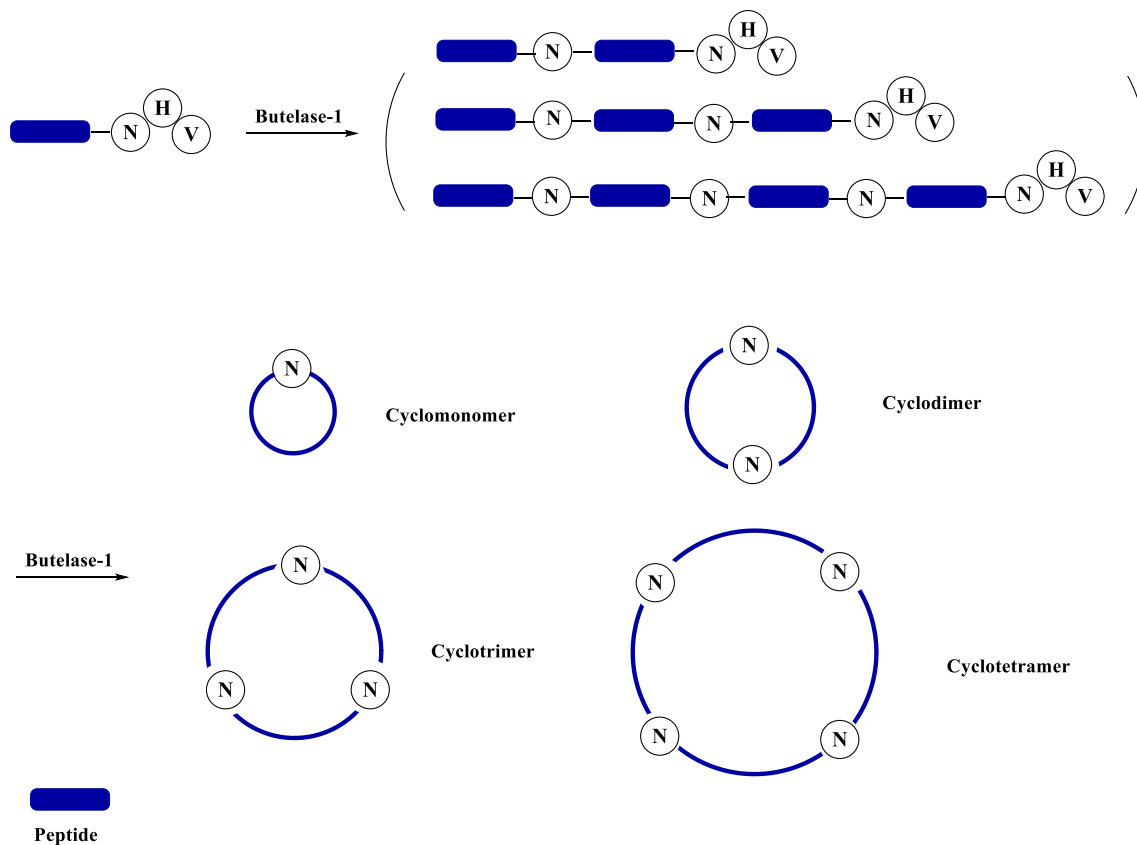 H
N N V
H
N H V Butelase-1 N N N V
H
N N N N V
N N
Cyclomonomer Cyclodimer
N
Butelase-1 N N N
Cyclotrimer Cyclotetramer
N N
N N
Peptide